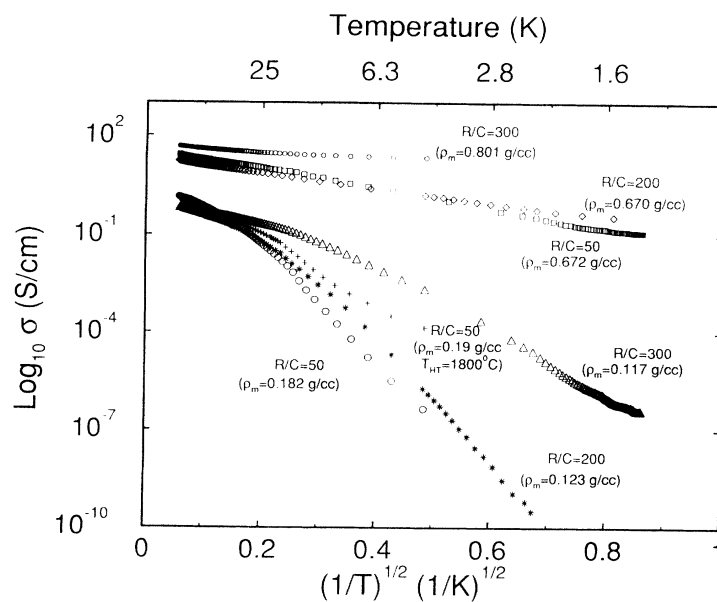 Temperature (K)
25 6.3 2.8 1.6
Log₁₀ σ (S/cm)
10²
10⁻¹
10⁻⁴
10⁻⁷
10⁻¹⁰
R/C=300
(ρₘ=0.801 g/cc)
R/C=200
(ρₘ=0.670 g/cc)
R/C=50
(ρₘ=0.672 g/cc)
R/C=50
(ρₘ=0.19 g/cc
T_HT=1800°C)
R/C=300
(ρₘ=0.117 g/cc)
R/C=50
(ρₘ=0.182 g/cc)
R/C=200
(ρₘ=0.123 g/cc)
0 0.2 0.4 0.6 0.8 1
(1/T)^1/2 (1/K)^1/2